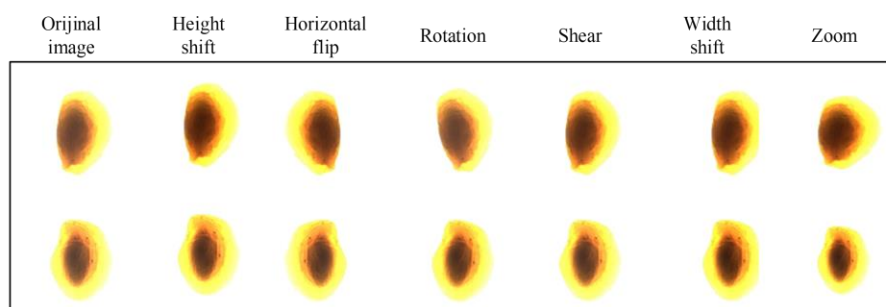 Orijinal
image
Height
shift
Horizontal
flip
Rotation
Shear
Width
shift
Zoom